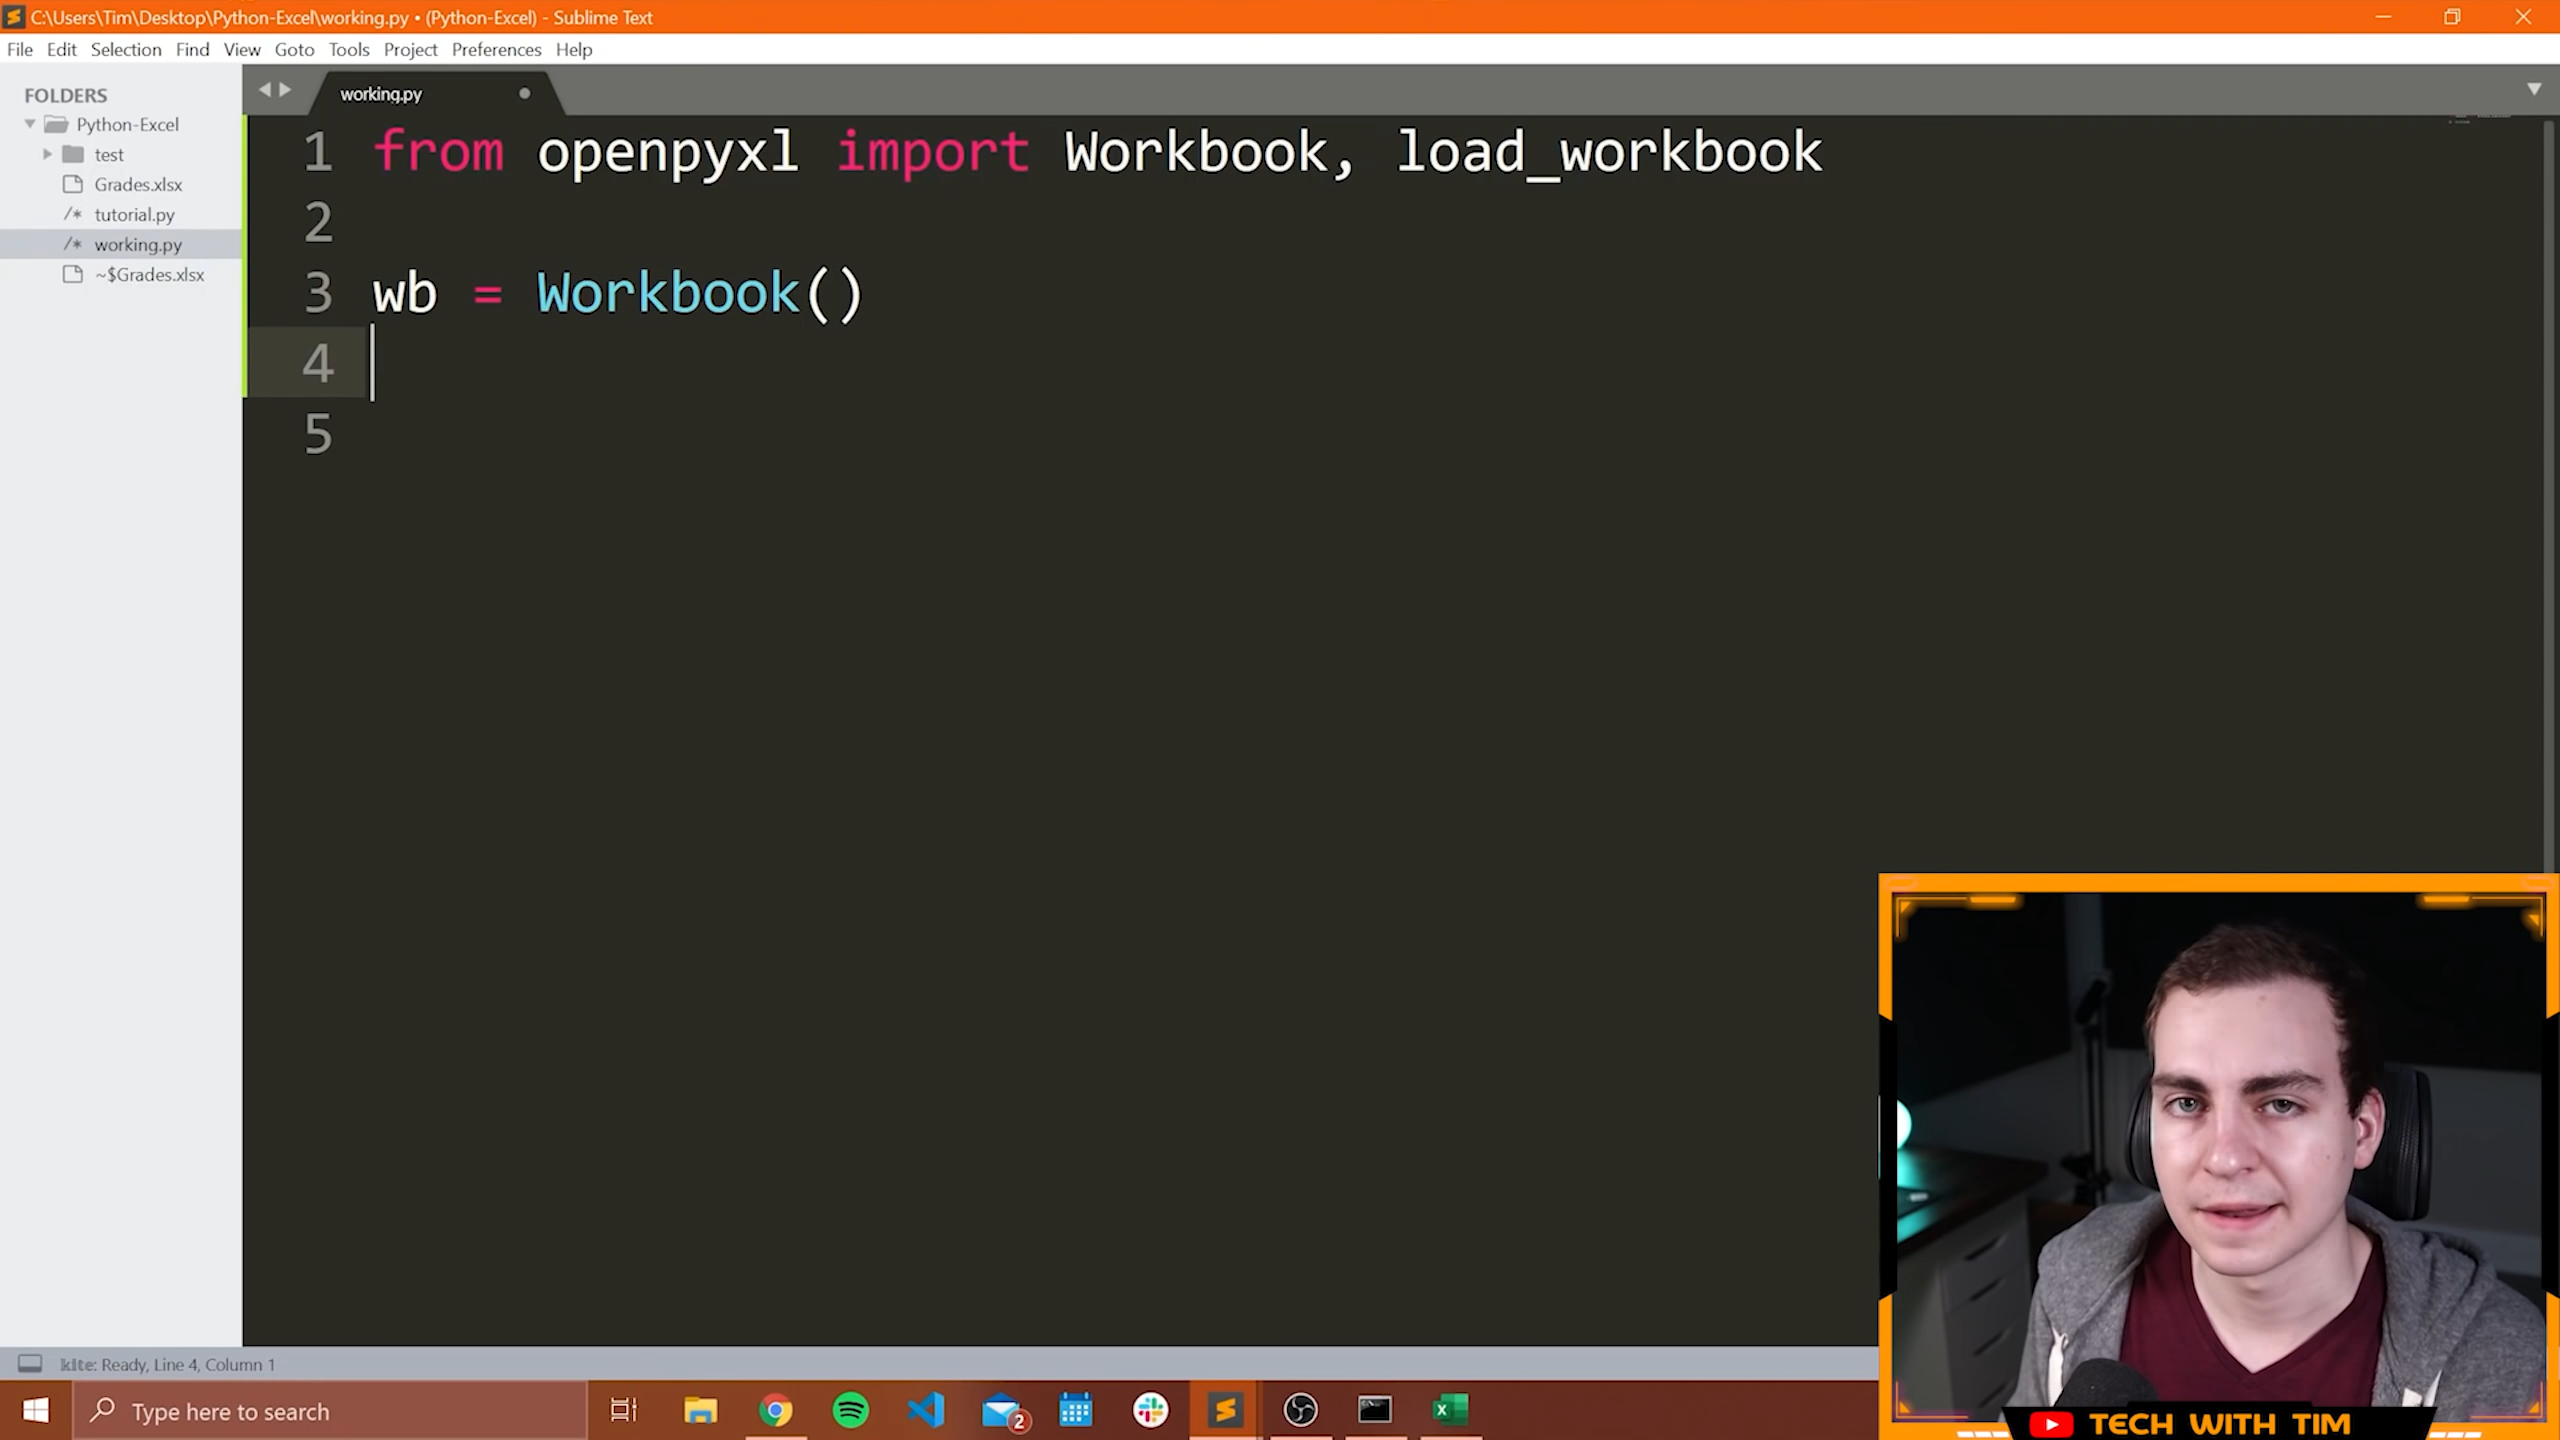 C:\Users\Tim\Desktop\Python-Excel\working.py • (Python-Excel) - Sublime Text
File Edit Selection Find View Goto Tools Project Preferences Help
FOLDERS
Python-Excel
test
Grades.xlsx
/* tutorial.py
/* working.py
~$Grades.xlsx
working.py
1 from openpyxl import Workbook, load_workbook
2
3 wb = Workbook()
4
5
kite: Ready, Line 4, Column 1
Type here to search
2
TECH WITH TIM